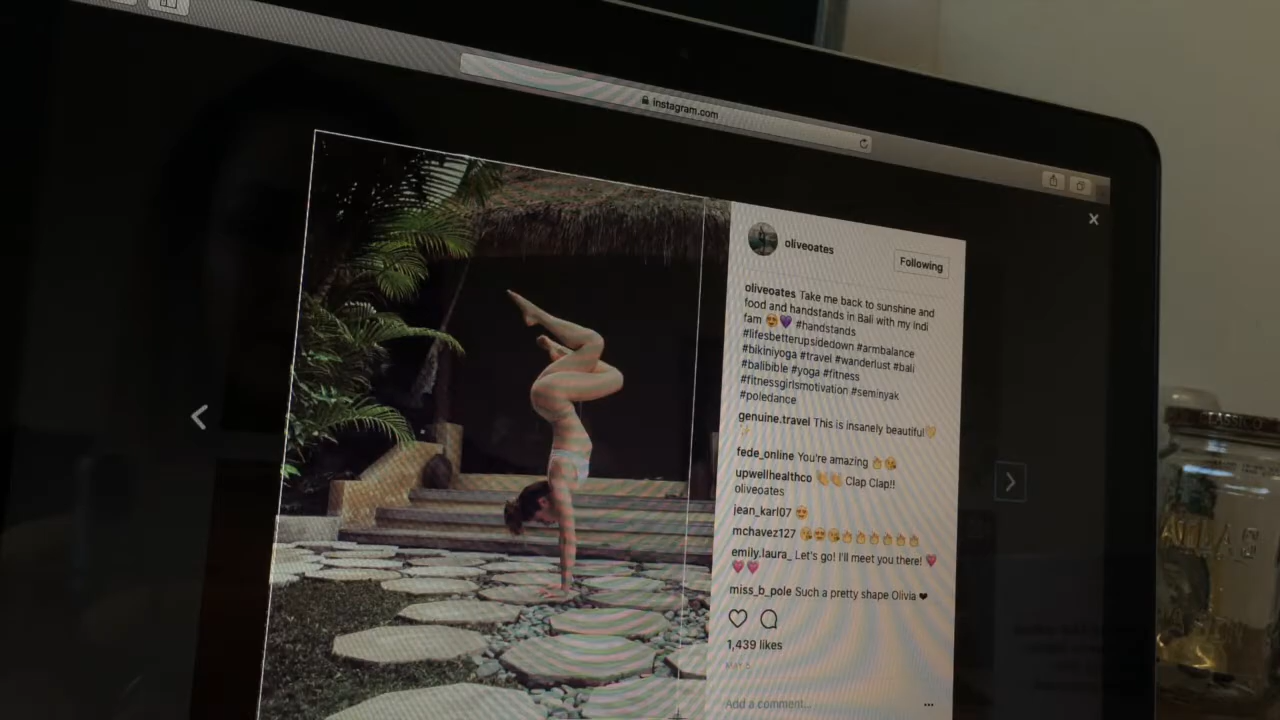 instagram.com
oliveoates
Following
oliveoates Take me back to sunshine and
food and handstands in Bali with my Indi
fam 😍💜 #handstands
#lifesbetterupsidedown #armbalance
#bikiniyoga #travel #wanderlust #bali
#balibible #yoga #fitness
#fitnessgirlsmotivation #seminyak
#poledance
genuine.travel This is insanely beautiful💛
✨
fede_online You're amazing 👌😘
upwellhealthco 👏👏 Clap Clap!!
oliveoates
jean_karl07 😍
mchavez127 😘😍😘👌👌👌👌👌👌
emily.laura_ Let's go! I'll meet you there! 💗
💗💗
miss_b_pole Such a pretty shape Olivia ❤
1,439 likes
MAY 5
Add a comment...
CLASSICO